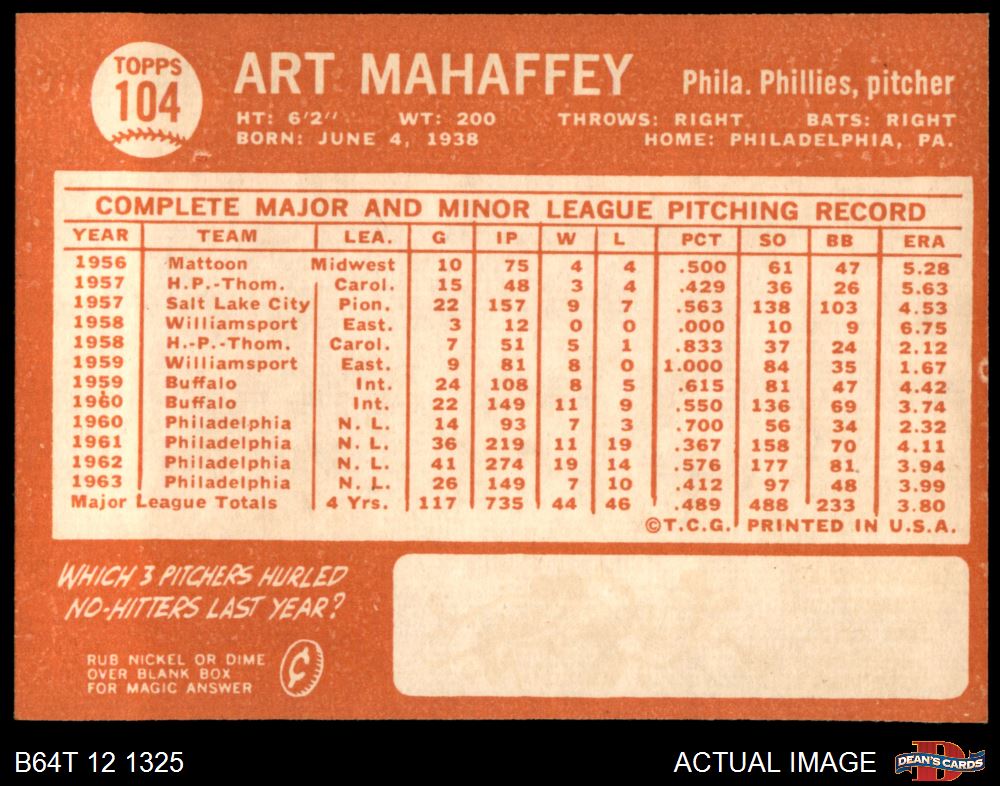 TOPPS
104
ART MAHAFFEY
Phila. Phillies, pitcher
HT: 6'2" WT: 200 THROWS: RIGHT BATS: RIGHT
BORN: JUNE 4, 1938 HOME: PHILADELPHIA, PA.
COMPLETE MAJOR AND MINOR LEAGUE PITCHING RECORD
YEAR TEAM LEA. G IP W L PCT SO BB ERA
1956 Mattoon Midwest 10 75 4 4 .500 61 47 5.28
1957 H.P.-Thom. Carol. 15 48 3 4 .429 36 26 5.63
1957 Salt Lake City Pion. 22 157 9 7 .563 138 103 4.53
1958 Williamsport East. 3 12 0 0 .000 10 9 6.75
1958 H.-P.-Thom. Carol. 7 51 5 1 .833 37 24 2.12
1959 Williamsport East. 9 81 8 0 1.000 84 35 1.67
1959 Buffalo Int. 24 108 8 5 .615 81 47 4.42
1960 Buffalo Int. 22 149 11 9 .550 136 69 3.74
1960 Philadelphia N. L. 14 93 7 3 .700 56 34 2.32
1961 Philadelphia N. L. 36 219 11 19 .367 158 70 4.11
1962 Philadelphia N. L. 41 274 19 14 .576 177 81 3.94
1963 Philadelphia N. L. 26 149 7 10 .412 97 48 3.99
Major League Totals 4 Yrs. 117 735 44 46 .489 488 233 3.80
©T.C.G. PRINTED IN U.S.A.
WHICH 3 PITCHERS HURLED
NO-HITTERS LAST YEAR?
RUB NICKEL OR DIME
OVER BLANK BOX
FOR MAGIC ANSWER
¢
B64T 12 1325
ACTUAL IMAGE
D
DEAN'S CARDS